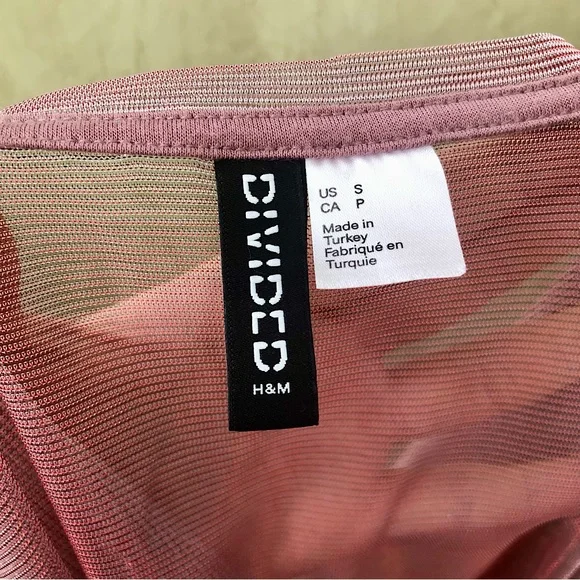 DIVIDED
H&M
US S
CA P
Made in
Turkey
Fabriqué en
Turquie